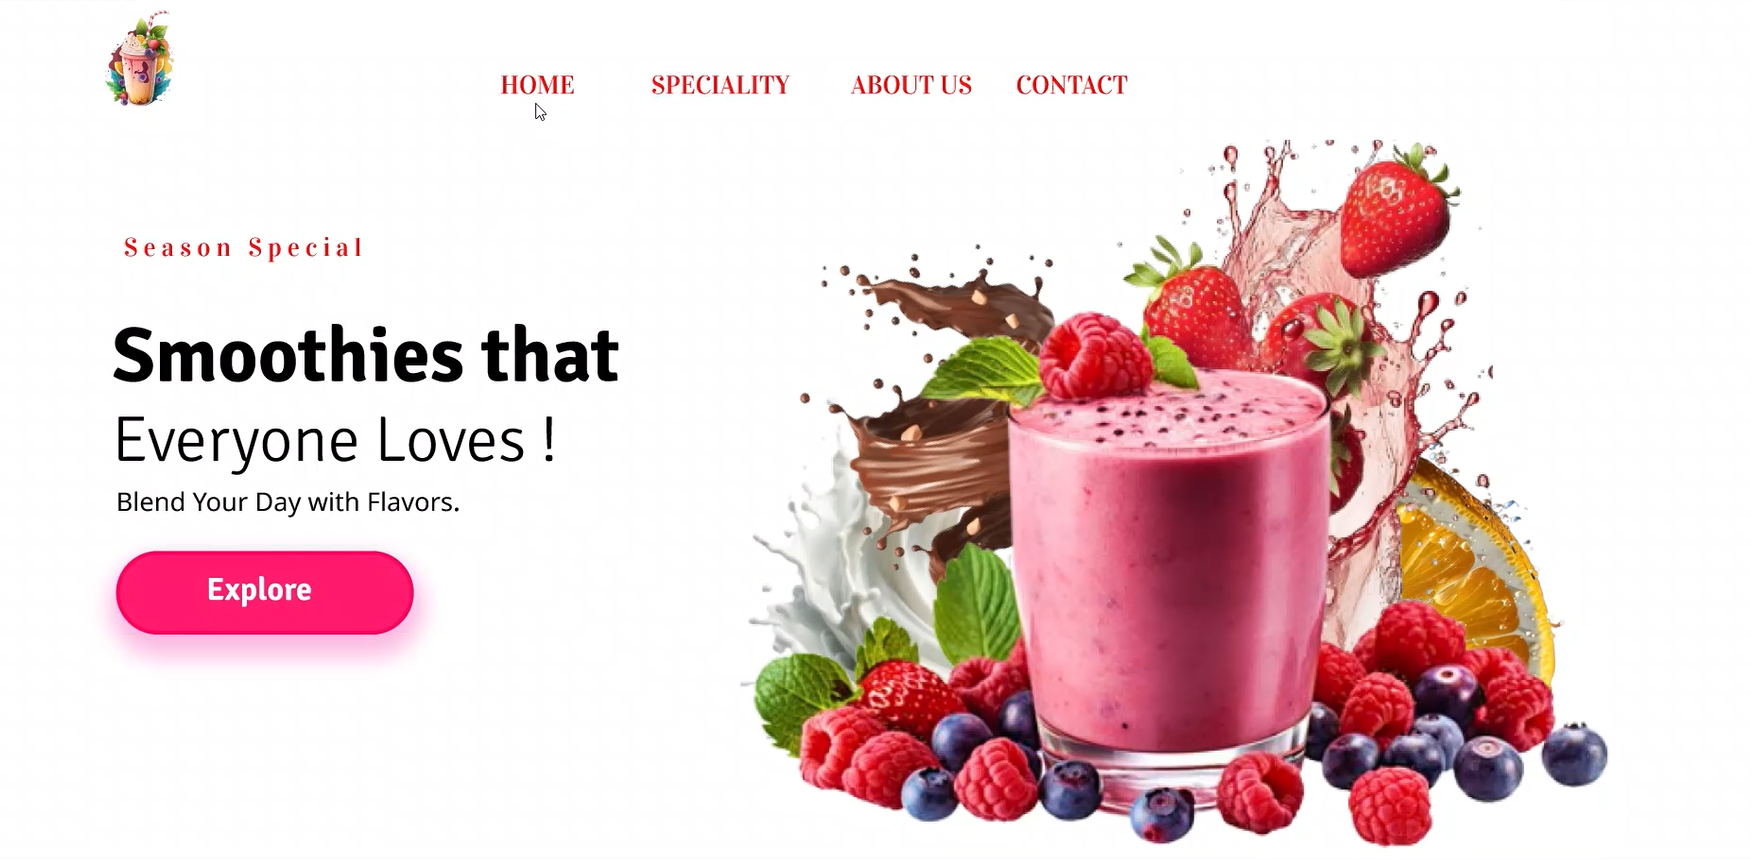 HOME SPECIALITY ABOUT US CONTACT
Season Special
Smoothies that
Everyone Loves !
Blend Your Day with Flavors.
Explore